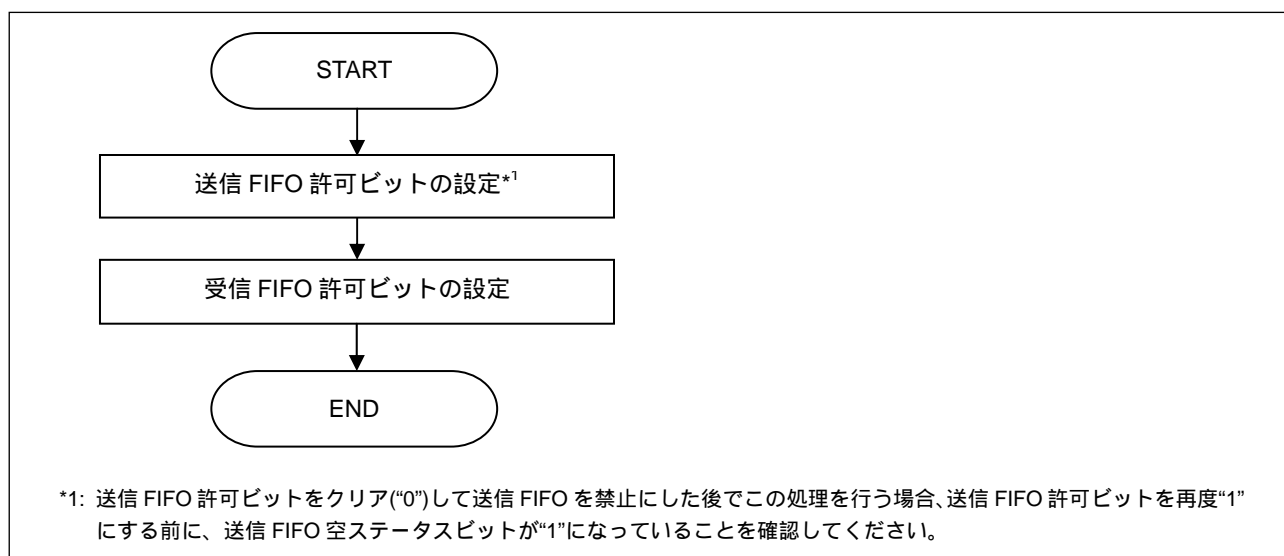 START
送信 FIFO 許可ビットの設定*1
受信 FIFO 許可ビットの設定
END
*1: 送信 FIFO 許可ビットをクリア(“0”)して送信 FIFO を禁止にした後でこの処理を行う場合、送信 FIFO 許可ビットを再度“1”
にする前に、送信 FIFO 空ステータスビットが“1”になっていることを確認してください。